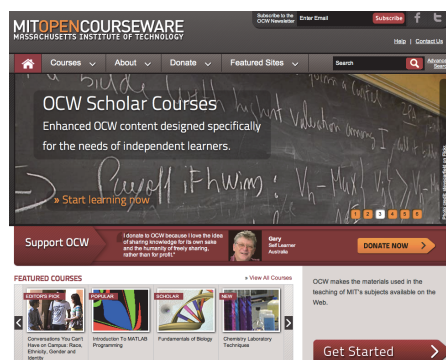 MITOPENCOURSEWARE
MASSACHUSETTS INSTITUTE OF TECHNOLOGY
Subscribe to the
OCW Newsletter
Enter Email
Subscribe
Help | Contact Us
Courses
About
Donate
Featured Sites
Search
Advanced
Search
OCW Scholar Courses
Enhanced OCW content designed specifically
for the needs of independent learners.
» Start learning now
1 2 3 4 5 6
Support OCW
I donate to OCW because I love the idea
of sharing knowledge for its own sake
and the humanity of freely sharing,
rather than for profit."
Gary
Self Learner
Australia
DONATE NOW
FEATURED COURSES
» View All Courses
EDITOR'S PICK
POPULAR
SCHOLAR
NEW
Conversations You Can't
Have on Campus: Race,
Ethnicity, Gender and
Identity
Introduction To MATLAB
Programming
Fundamentals of Biology
Chemistry Laboratory
Techniques
OCW makes the materials used in the
teaching of MIT's subjects available on the
Web.
Get Started